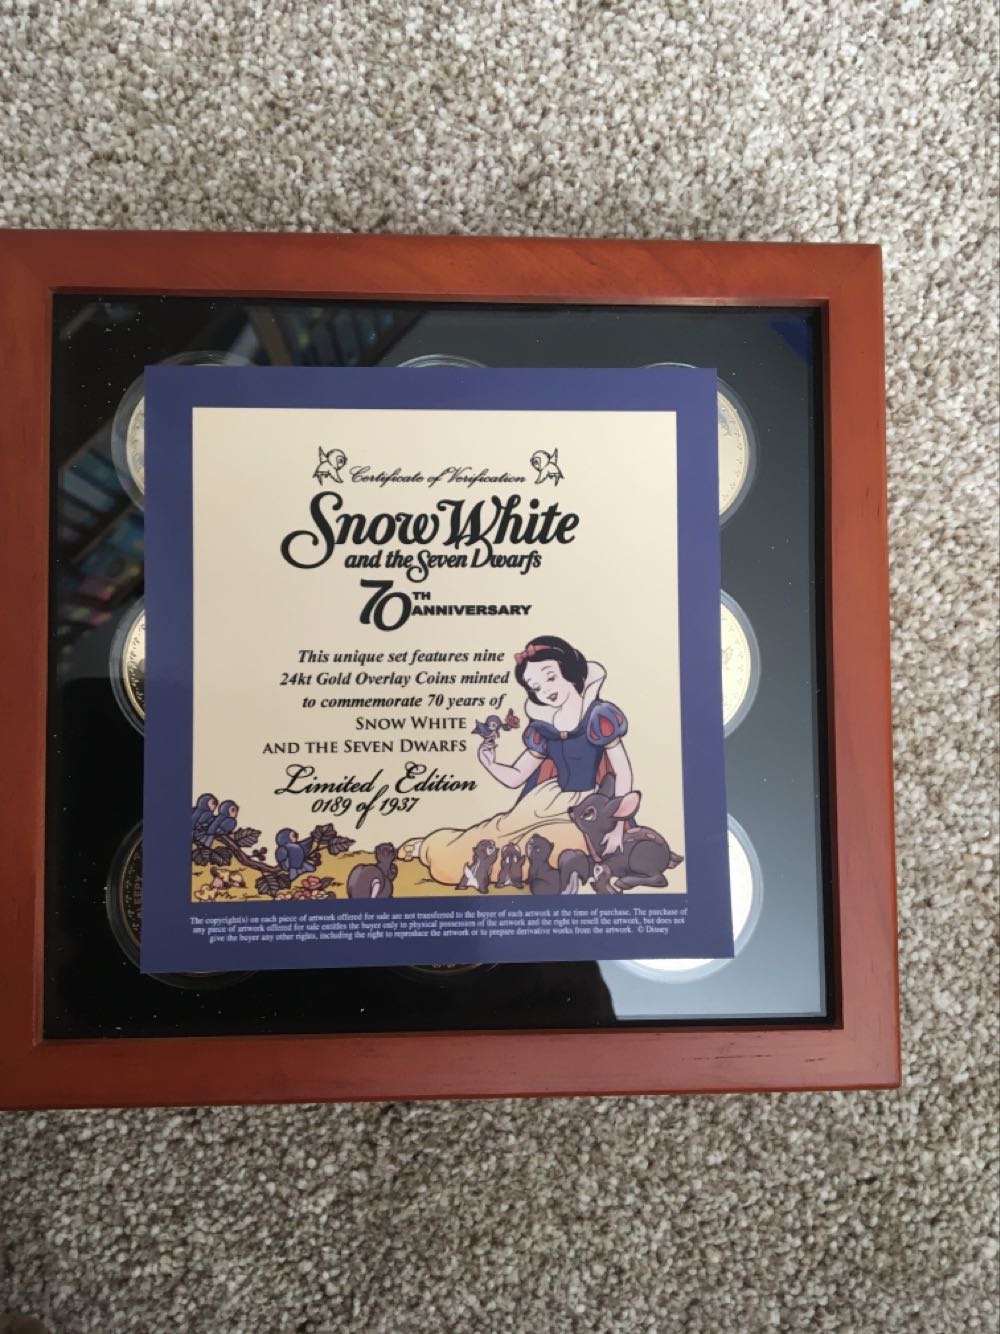 Certificate of Verification
Snow White
and the Seven Dwarfs
70TH ANNIVERSARY
This unique set features nine
24kt Gold Overlay Coins minted
to commemorate 70 years of
SNOW WHITE
AND THE SEVEN DWARFS
Limited Edition
0189 of 1937
The copyright(s) on each piece of artwork offered for sale are not transferred to the buyer of each artwork at the time of purchase. The purchase of
any piece of artwork offered for sale entitles the buyer only to physical possession of the artwork and the right to resell the artwork, but does not
give the buyer any other rights, including the right to reproduce the artwork or to prepare derivative works from the artwork. © Disney